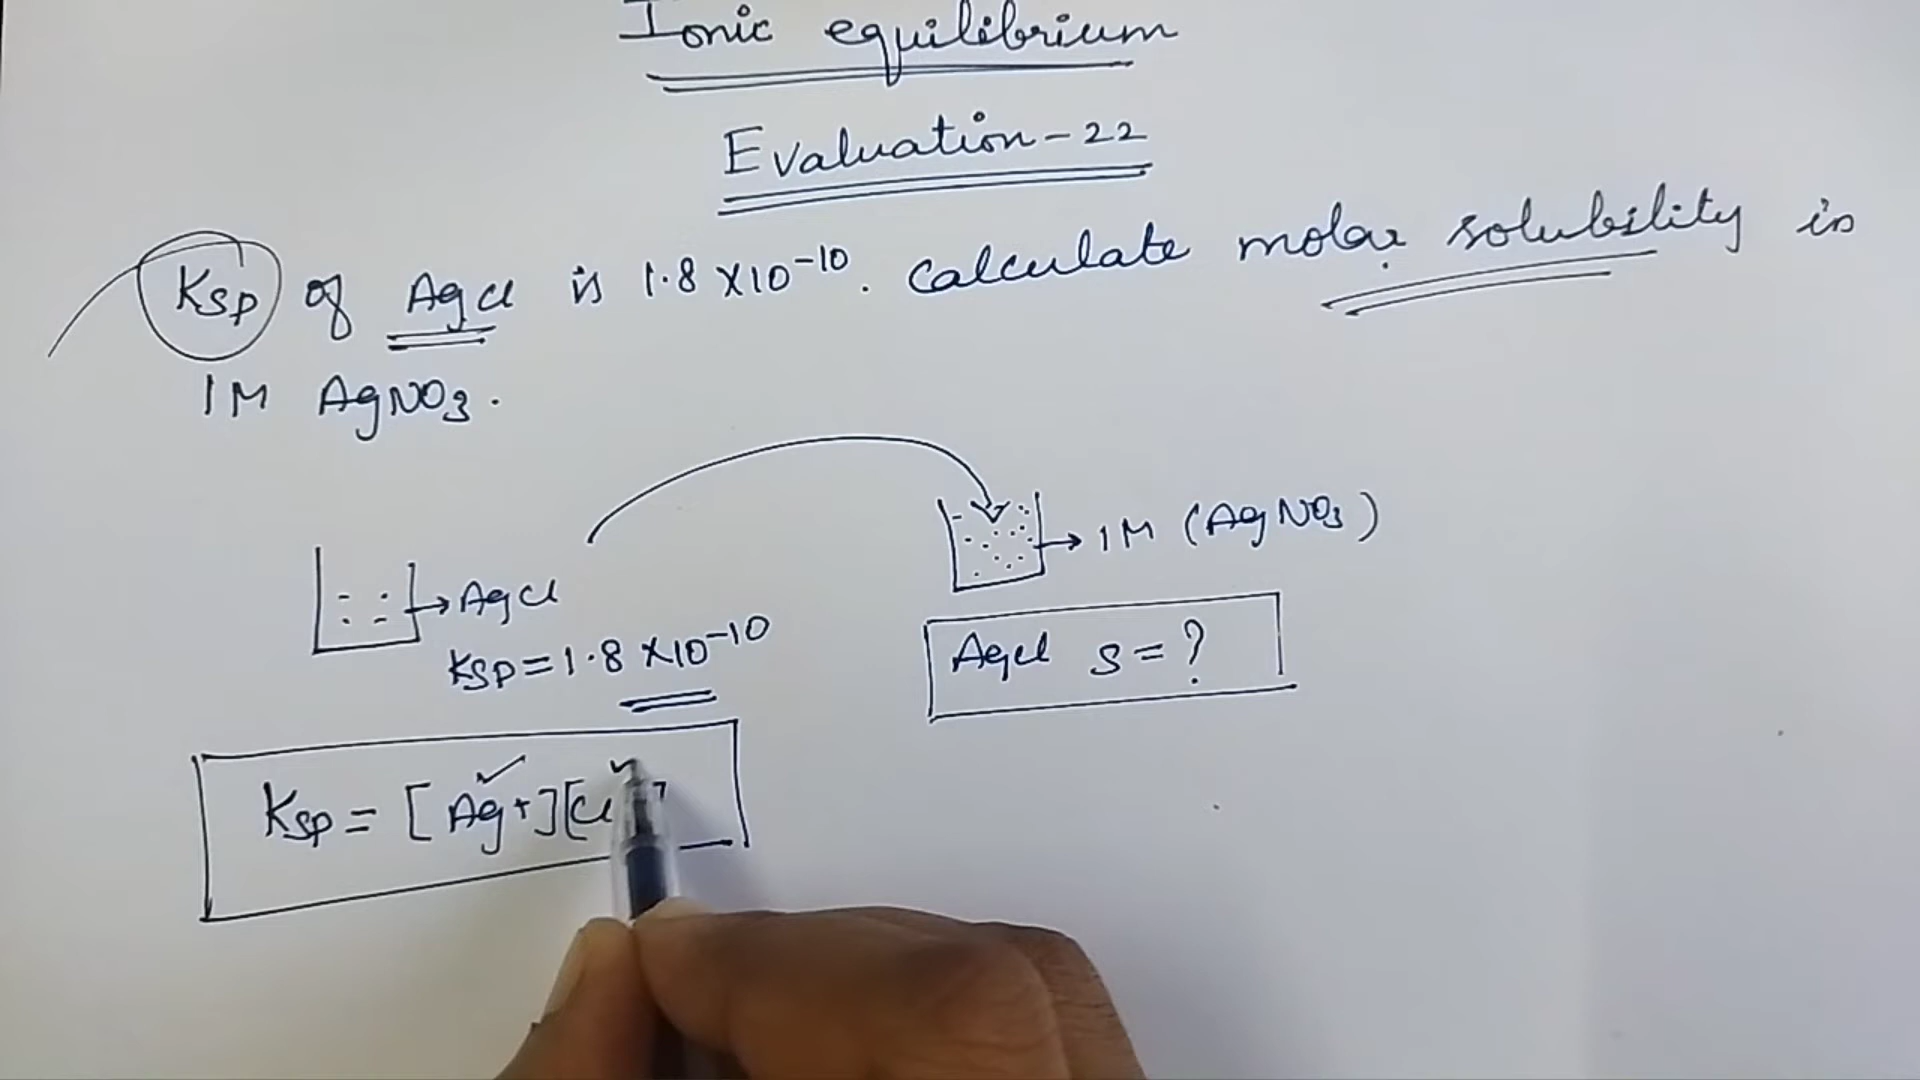 Ionic equilibrium
Evaluation-22
Ksp of AgCl is 1.8 X10⁻¹⁰. Calculate molar solubility in
1M AgNO3.
→ 1M (AgNO3)
→ AgCl
Ksp = 1.8 X10⁻¹⁰
AgCl S = ?
Ksp = [Ag+][Cl